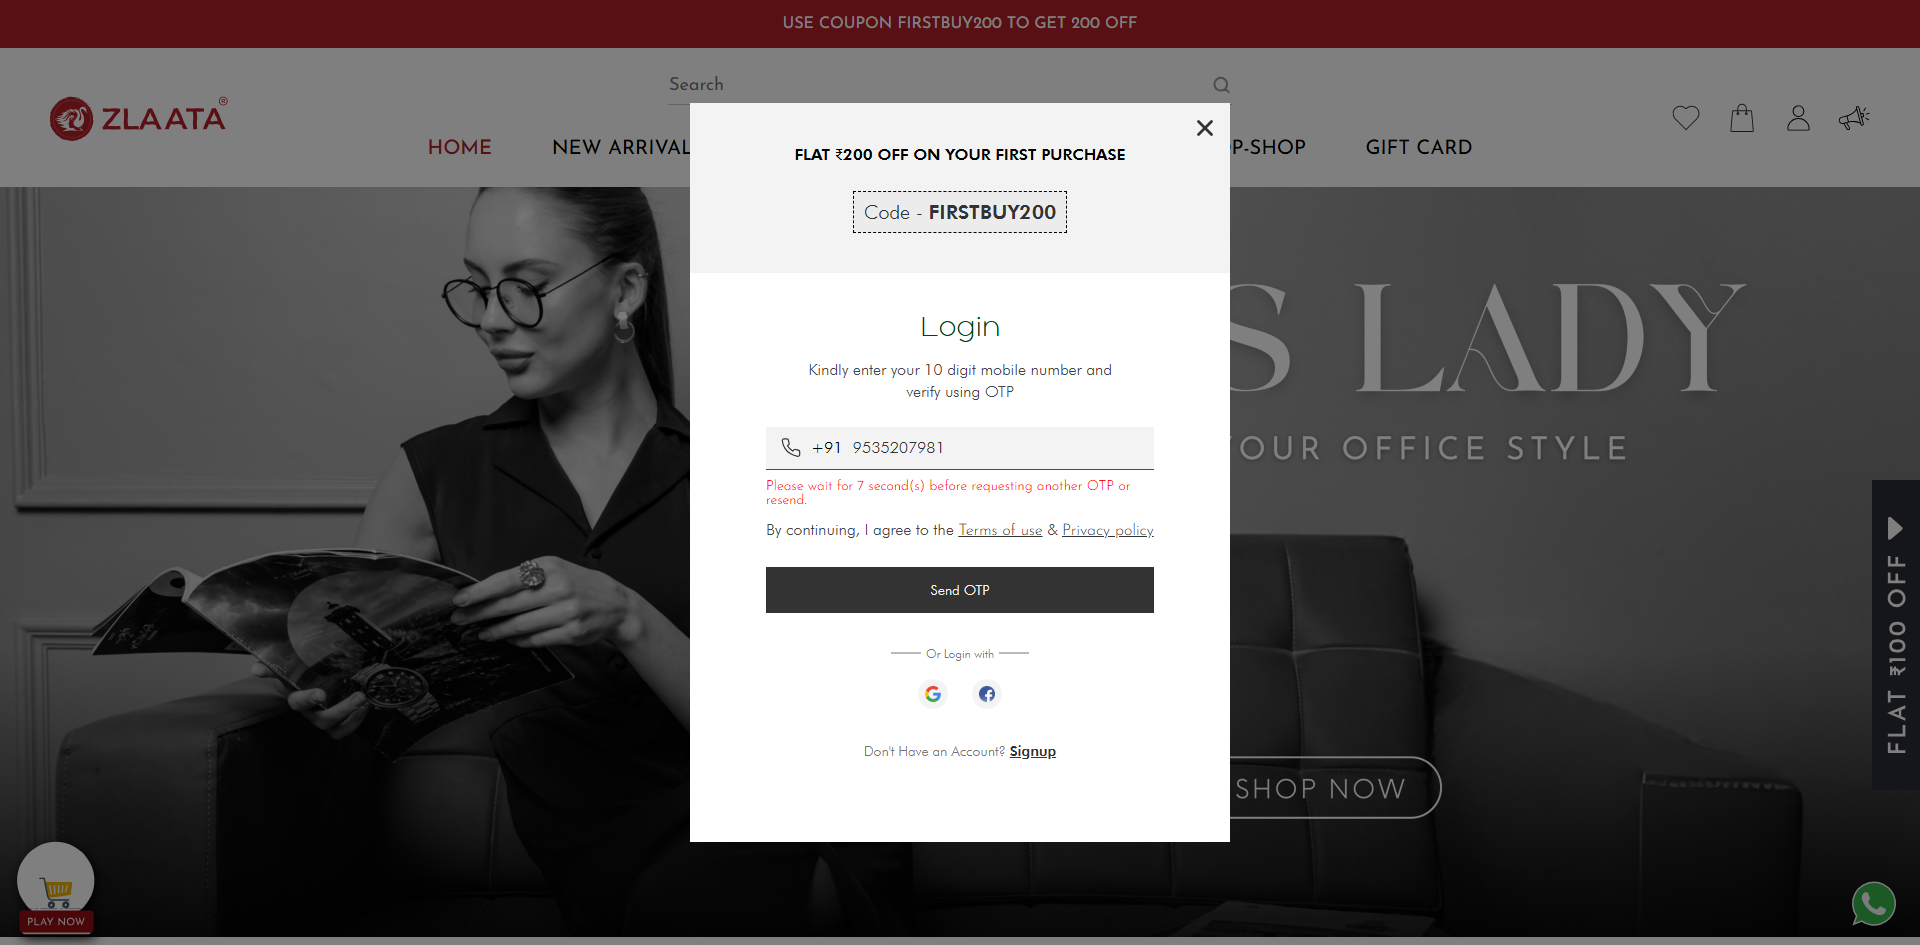 USE COUPON FIRSTBUY200 TO GET 200 OFF
Search
ZLAATA®
HOME
NEW ARRIVAL
P-SHOP
GIFT CARD
FLAT ₹200 OFF ON YOUR FIRST PURCHASE
Code - FIRSTBUY200
S LADY
OUR OFFICE STYLE
SHOP NOW
Login
Kindly enter your 10 digit mobile number and
verify using OTP
+91 9535207981
Please wait for 7 second(s) before requesting another OTP or
resend.
By continuing, I agree to the Terms of use & Privacy policy
Send OTP
Or Login with
Don't Have an Account? Signup
FLAT ₹100 OFF
PLAY NOW